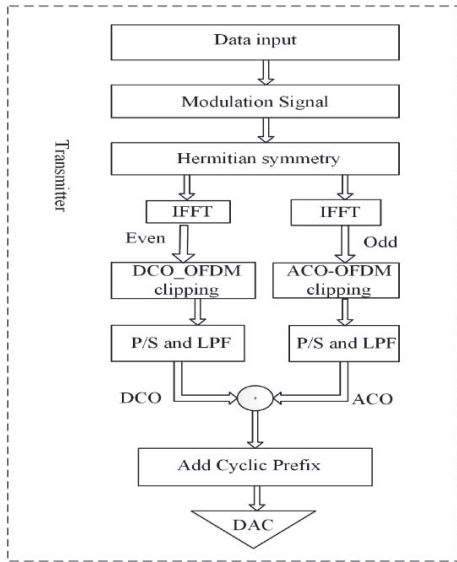 Data input
Modulation Signal
Transmitter
Hermitian symmetry
IFFT
IFFT
Even
Odd
DCO_OFDM
clipping
ACO-OFDM
clipping
P/S and LPF
P/S and LPF
DCO
ACO
Add Cyclic Prefix
DAC